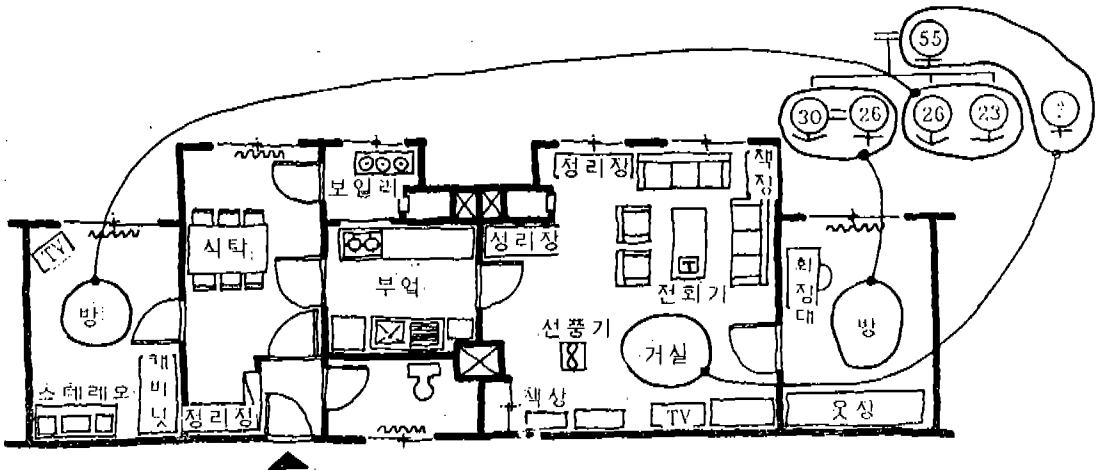 55
30
26
26
23
?
보일러
정리장
책장
TV
식탁
정리장
부엌
전화기
화장대
방
방
선풍기
거실
스테레오
캐비넷
정리장
책상
TV
옷장